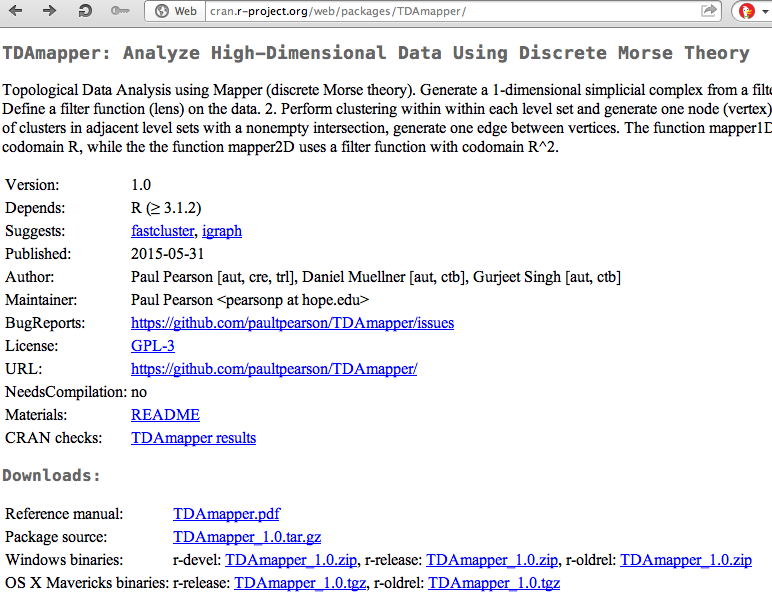 Web cran.r-project.org/web/packages/TDAmapper/
TDAmapper: Analyze High-Dimensional Data Using Discrete Morse Theory
Topological Data Analysis using Mapper (discrete Morse theory). Generate a 1-dimensional simplicial complex from a filte
Define a filter function (lens) on the data. 2. Perform clustering within within each level set and generate one node (vertex)
of clusters in adjacent level sets with a nonempty intersection, generate one edge between vertices. The function mapper1D
codomain R, while the the function mapper2D uses a filter function with codomain R^2.
Version: 1.0
Depends: R (≥ 3.1.2)
Suggests: fastcluster, igraph
Published: 2015-05-31
Author: Paul Pearson [aut, cre, trl], Daniel Muellner [aut, ctb], Gurjeet Singh [aut, ctb]
Maintainer: Paul Pearson <pearsonp at hope.edu>
BugReports: https://github.com/paultpearson/TDAmapper/issues
License: GPL-3
URL: https://github.com/paultpearson/TDAmapper/
NeedsCompilation: no
Materials: README
CRAN checks: TDAmapper results
Downloads:
Reference manual: TDAmapper.pdf
Package source: TDAmapper_1.0.tar.gz
Windows binaries: r-devel: TDAmapper_1.0.zip, r-release: TDAmapper_1.0.zip, r-oldrel: TDAmapper_1.0.zip
OS X Mavericks binaries: r-release: TDAmapper_1.0.tgz, r-oldrel: TDAmapper_1.0.tgz